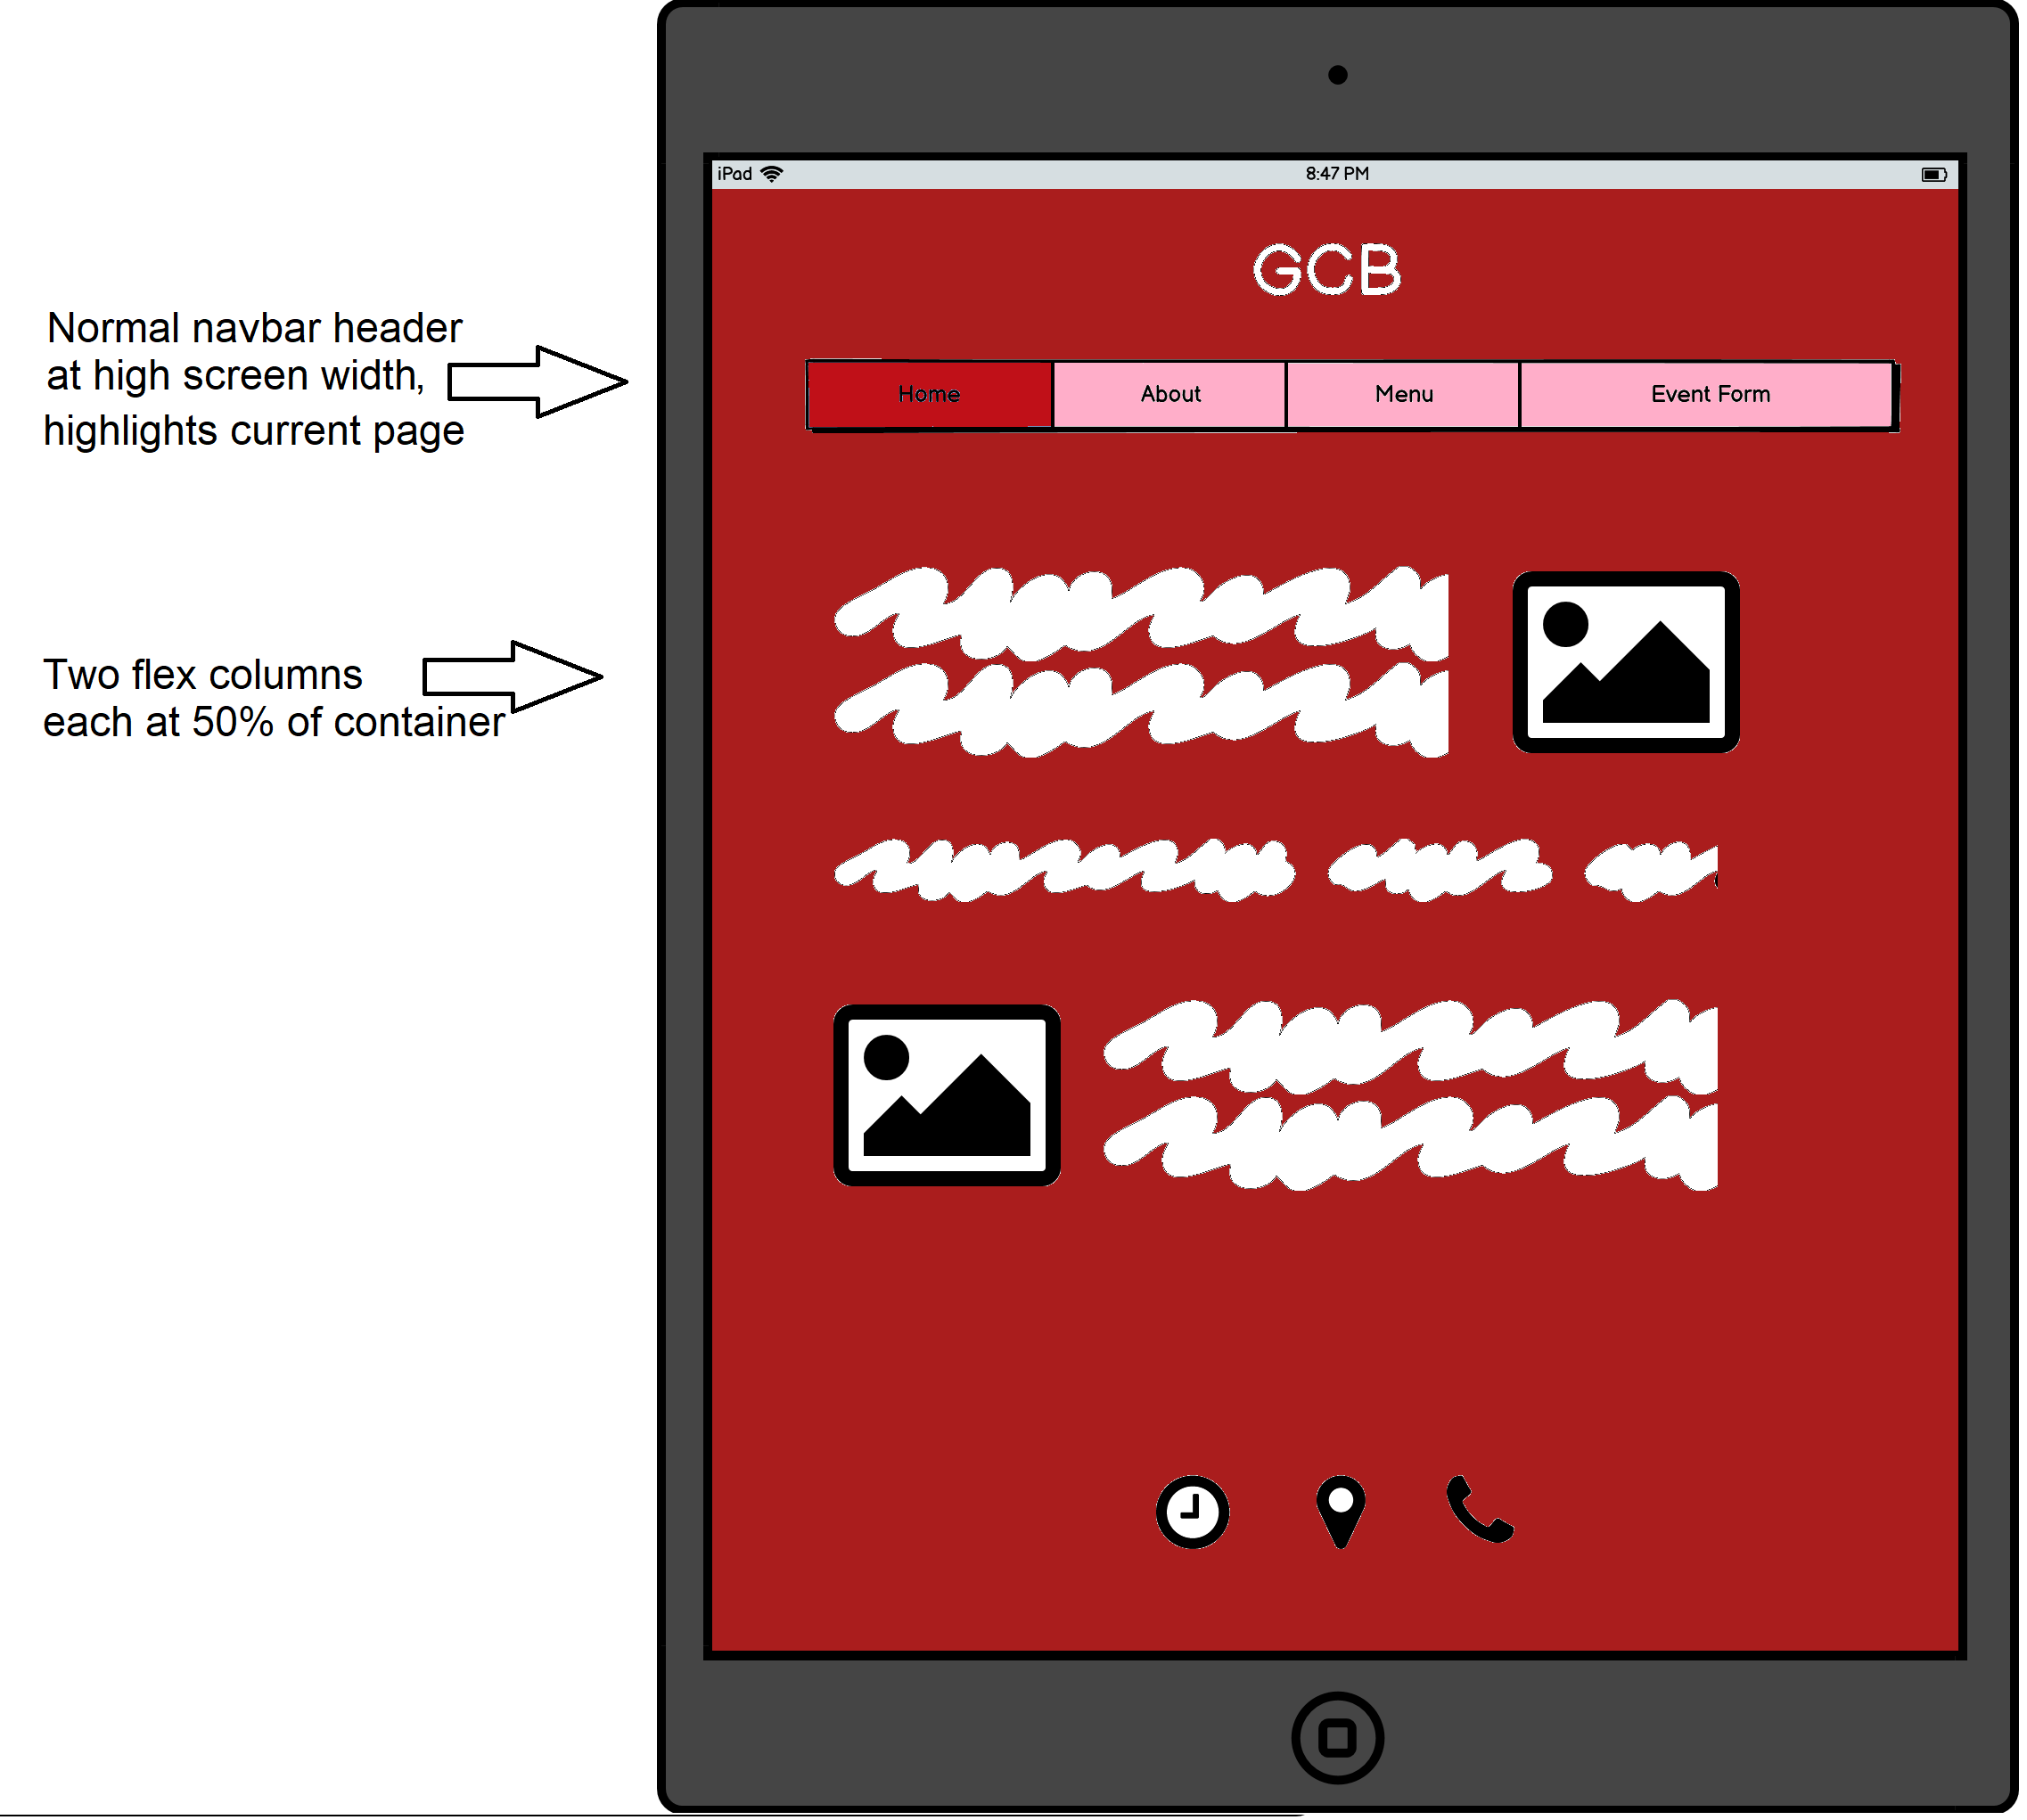 iPad
8:47 PM
GCB
Normal navbar header
at high screen width,
highlights current page
Home
About
Menu
Event Form
Two flex columns
each at 50% of container